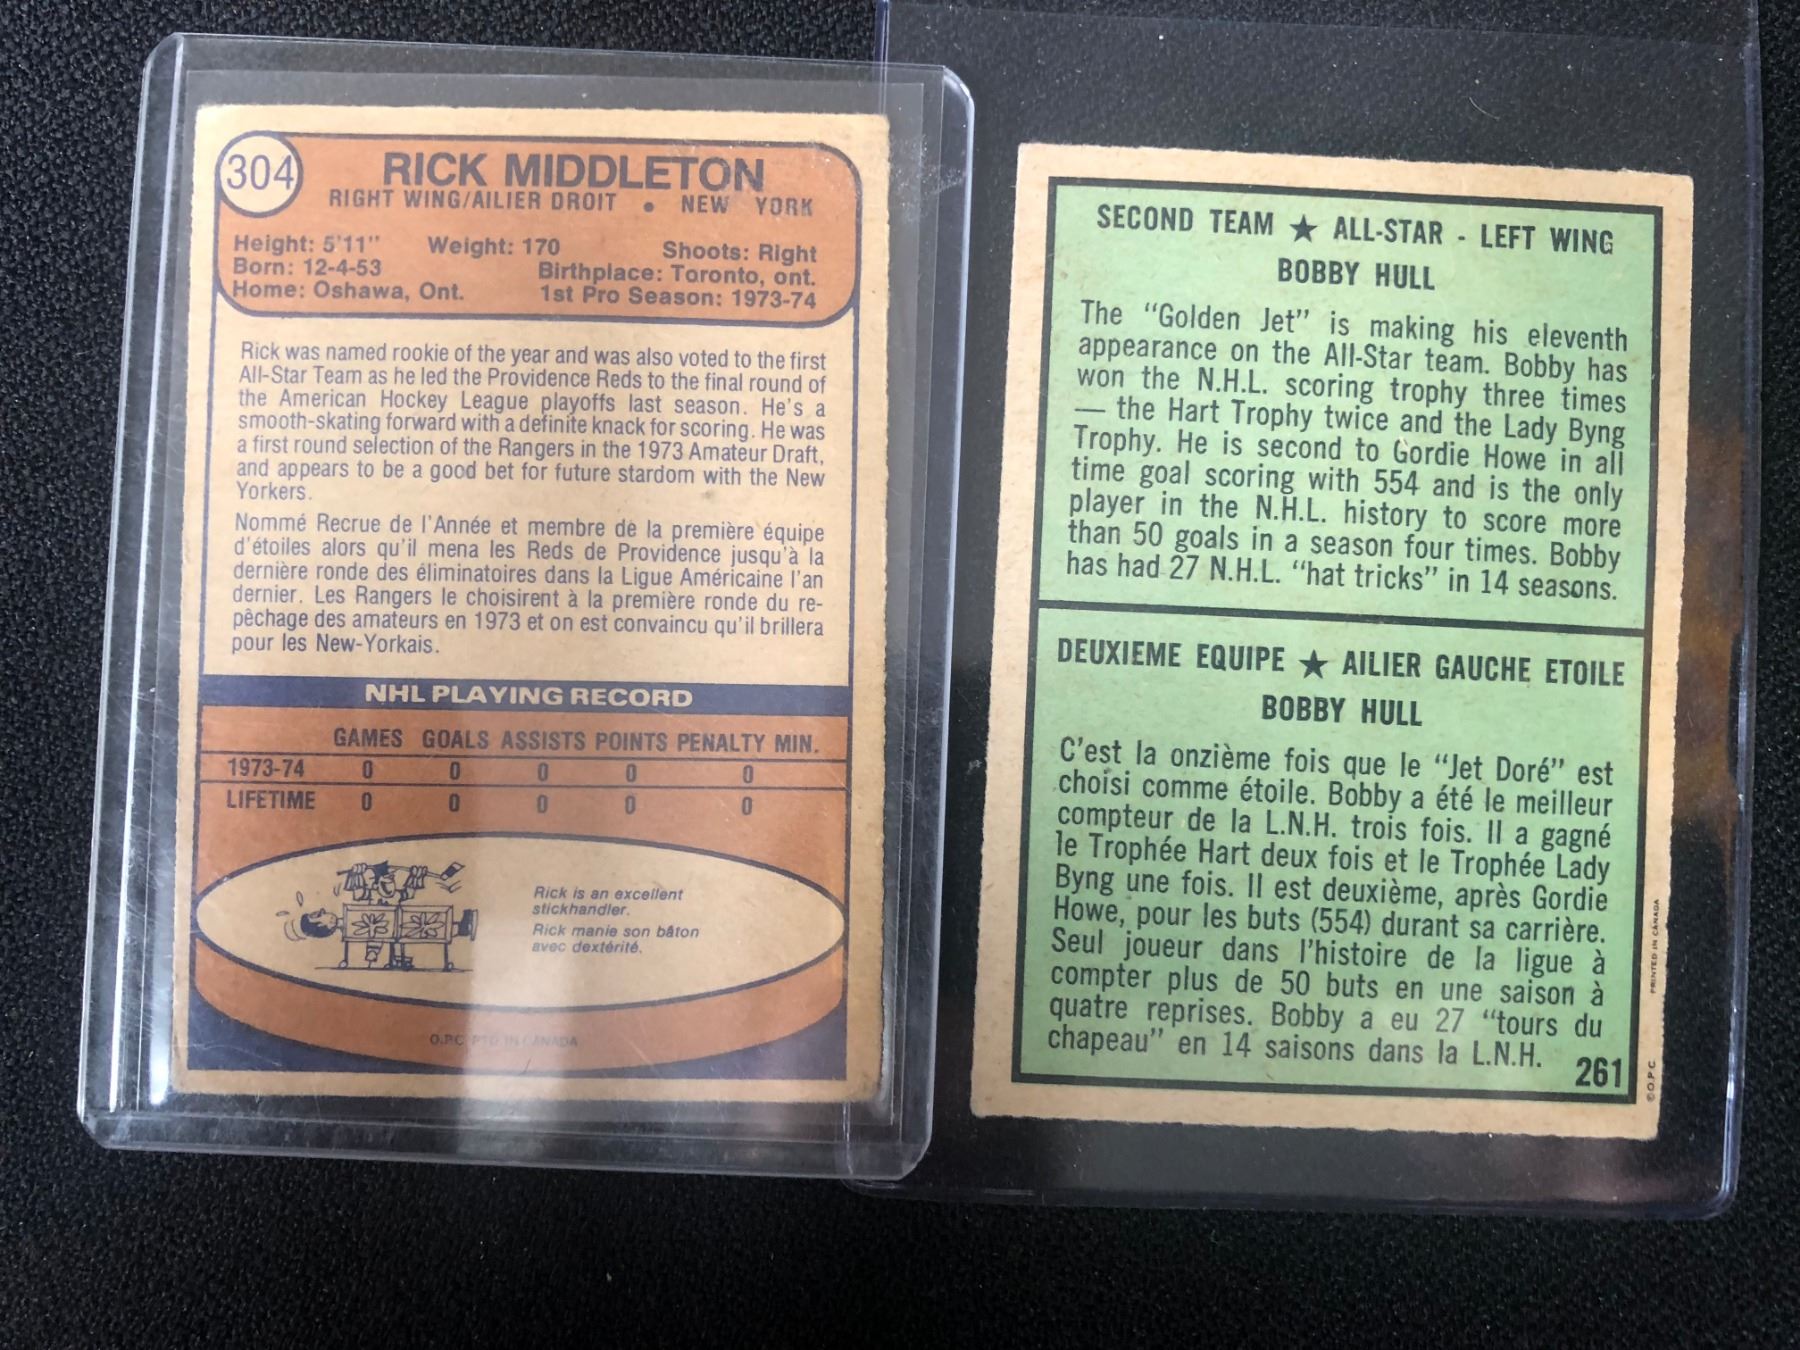 304
RICK MIDDLETON
RIGHT WING/AILIER DROIT • NEW YORK
Height: 5'11" Weight: 170 Shoots: Right
Born: 12-4-53 Birthplace: Toronto, ont.
Home: Oshawa, Ont. 1st Pro Season: 1973-74
Rick was named rookie of the year and was also voted to the first
All-Star Team as he led the Providence Reds to the final round of
the American Hockey League playoffs last season. He's a
smooth-skating forward with a definite knack for scoring. He was
a first round selection of the Rangers in the 1973 Amateur Draft,
and appears to be a good bet for future stardom with the New
Yorkers.
Nommé Recrue de l'Année et membre de la première équipe
d'étoiles alors qu'il mena les Reds de Providence jusqu'à la
dernière ronde des éliminatoires dans la Ligue Américaine l'an
dernier. Les Rangers le choisirent à la première ronde du re-
pêchage des amateurs en 1973 et on est convaincu qu'il brillera
pour les New-Yorkais.
NHL PLAYING RECORD
GAMES GOALS ASSISTS POINTS PENALTY MIN.
1973-74 0 0 0 0 0
LIFETIME 0 0 0 0 0
Rick is an excellent
stickhandler.
Rick manie son bâton
avec dextérité.
O.P.C. PTD IN CANADA
SECOND TEAM ★ ALL-STAR - LEFT WING
BOBBY HULL
The "Golden Jet" is making his eleventh
appearance on the All-Star team. Bobby has
won the N.H.L. scoring trophy three times
— the Hart Trophy twice and the Lady Byng
Trophy. He is second to Gordie Howe in all
time goal scoring with 554 and is the only
player in the N.H.L. history to score more
than 50 goals in a season four times. Bobby
has had 27 N.H.L. "hat tricks" in 14 seasons.
DEUXIEME EQUIPE ★ AILIER GAUCHE ETOILE
BOBBY HULL
C'est la onzième fois que le "Jet Doré" est
choisi comme étoile. Bobby a été le meilleur
compteur de la L.N.H. trois fois. Il a gagné
le Trophée Hart deux fois et le Trophée Lady
Byng une fois. Il est deuxième, après Gordie
Howe, pour les buts (554) durant sa carrière.
Seul joueur dans l'histoire de la ligue à
compter plus de 50 buts en une saison à
quatre reprises. Bobby a eu 27 "tours du
chapeau" en 14 saisons dans la L.N.H.
261
© O.P.C. PRINTED IN CANADA